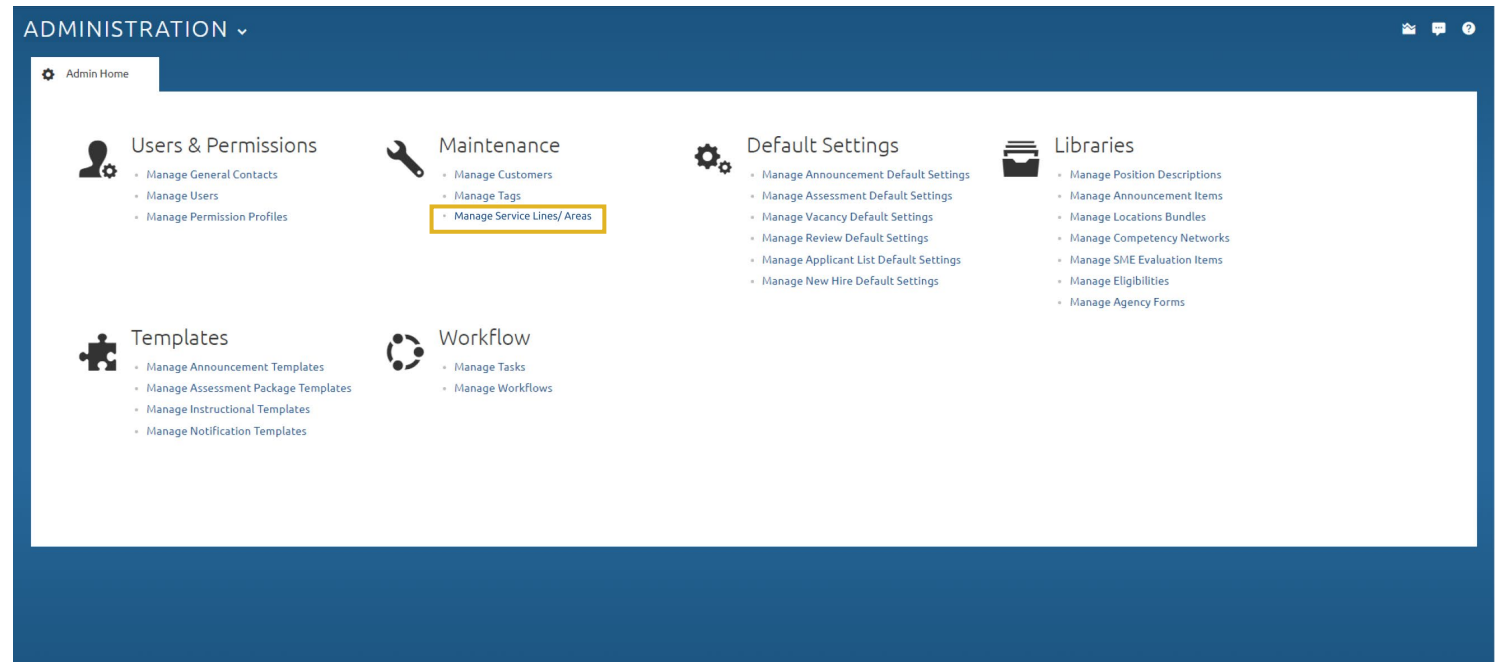 ADMINISTRATION
Admin Home
Users & Permissions
Manage General Contacts
Manage Users
Manage Permission Profiles
Maintenance
Manage Customers
Manage Tags
Manage Service Lines/ Areas
Default Settings
Manage Announcement Default Settings
Manage Assessment Default Settings
Manage Vacancy Default Settings
Manage Review Default Settings
Manage Applicant List Default Settings
Manage New Hire Default Settings
Libraries
Manage Position Descriptions
Manage Announcement Items
Manage Locations Bundles
Manage Competency Networks
Manage SME Evaluation Items
Manage Eligibilities
Manage Agency Forms
Templates
Manage Announcement Templates
Manage Assessment Package Templates
Manage Instructional Templates
Manage Notification Templates
Workflow
Manage Tasks
Manage Workflows